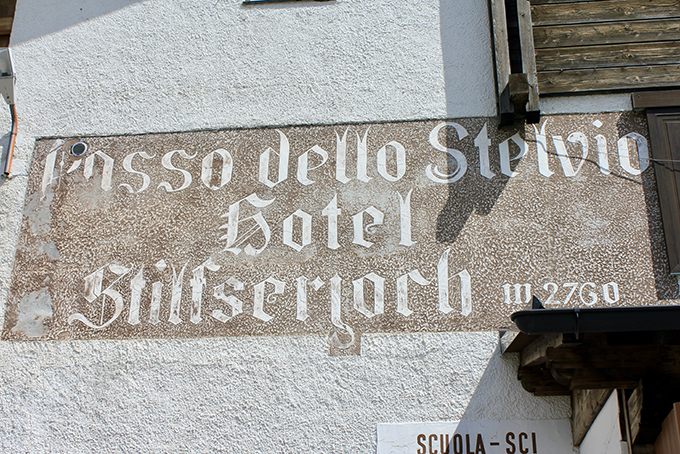 Passo dello Stelvio
Hotel
Stilfserjoch m 2760
SCUOLA-SCI